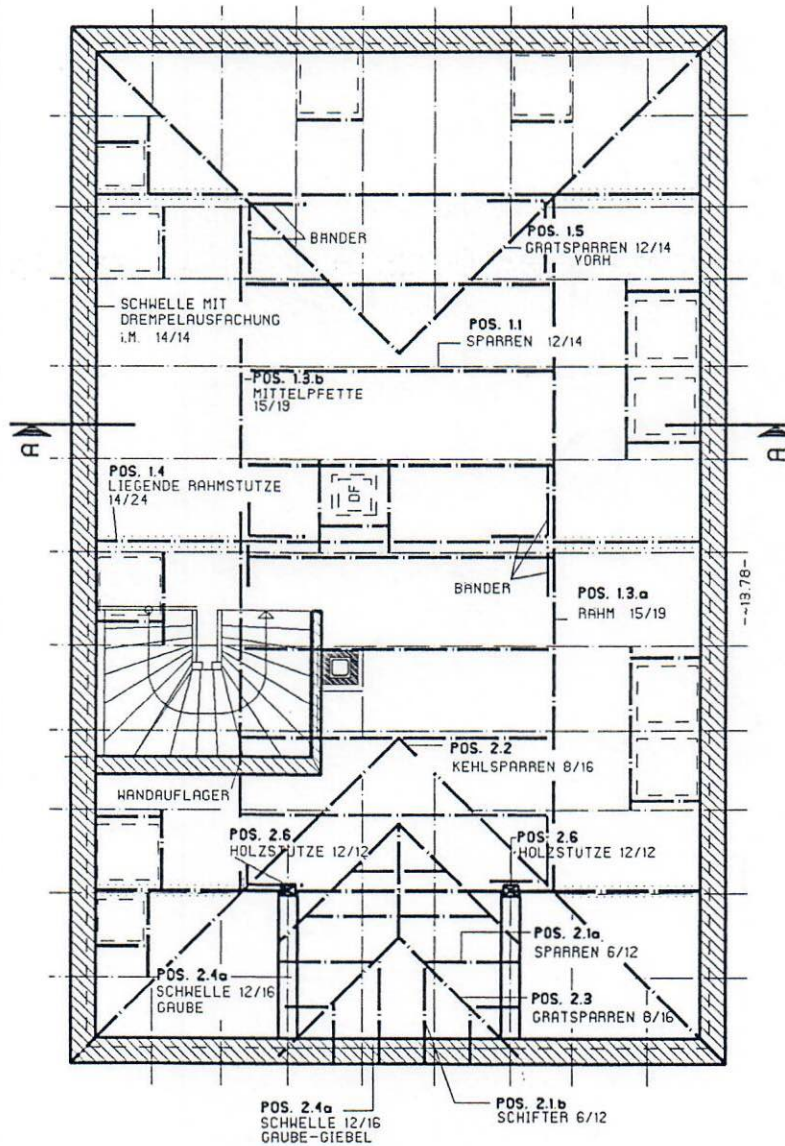 BÄNDER
POS. 1.5
GRATSPARREN 12/14
VORH
SCHWELLE MIT
DREMPELAUSFACHUNG
i.M. 14/14
POS. 1.1
SPARREN 12/14
POS. 1.3.b
MITTELPFETTE
15/19
A
A
POS. 1.4
LIEGENDE RAHMSTUTZE
14/24
DF
BÄNDER
POS. 1.3.a
RAHM 15/19
-~13.78-
POS. 2.2
KEHLSPARREN 8/16
WANDAUFLAGER
POS. 2.6
HOLZSTUTZE 12/12
POS. 2.6
HOLZSTUTZE 12/12
POS. 2.1a
SPARREN 6/12
POS. 2.4a
SCHWELLE 12/16
GAUBE
POS. 2.3
GRATSPARREN 8/16
POS. 2.4a
SCHWELLE 12/16
GAUBE-GIEBEL
POS. 2.1.b
SCHIFTER 6/12